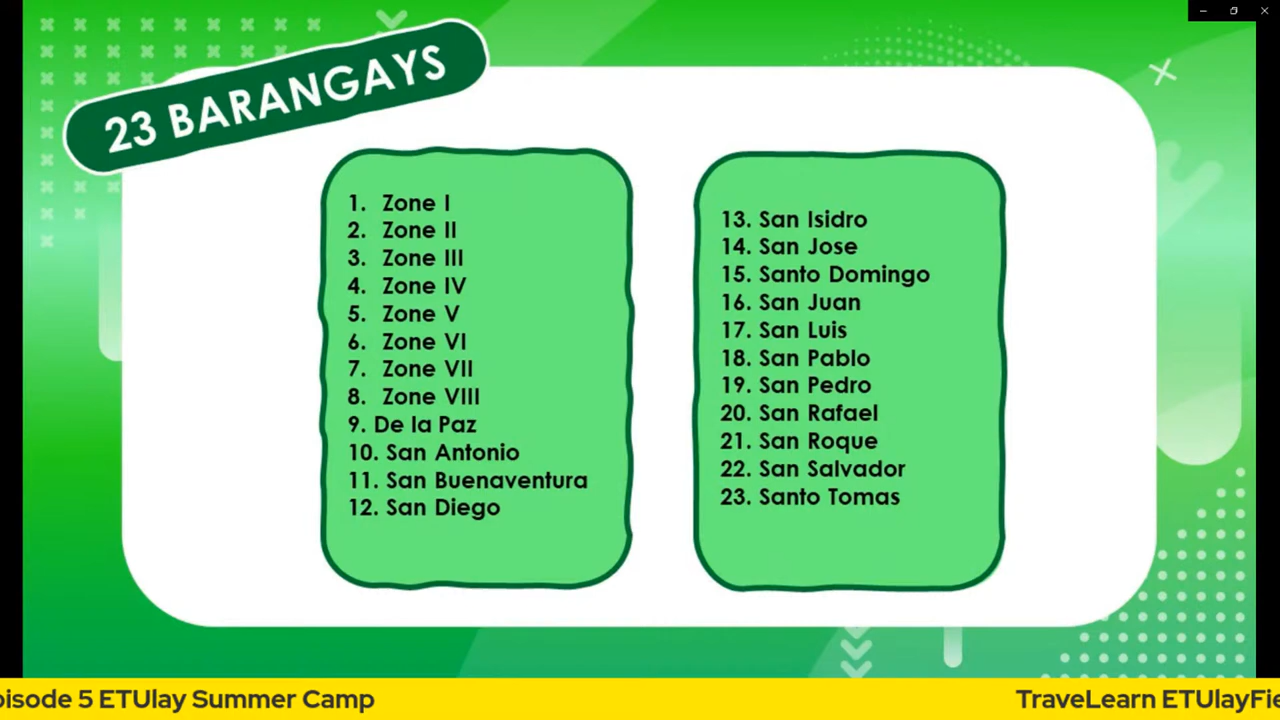 23 BARANGAYS
1. Zone I
2. Zone II
3. Zone III
4. Zone IV
5. Zone V
6. Zone VI
7. Zone VII
8. Zone VIII
9. De la Paz
10. San Antonio
11. San Buenaventura
12. San Diego
13. San Isidro
14. San Jose
15. Santo Domingo
16. San Juan
17. San Luis
18. San Pablo
19. San Pedro
20. San Rafael
21. San Roque
22. San Salvador
23. Santo Tomas
isode 5 ETUlay Summer Camp
TraveLearn ETUlayFie